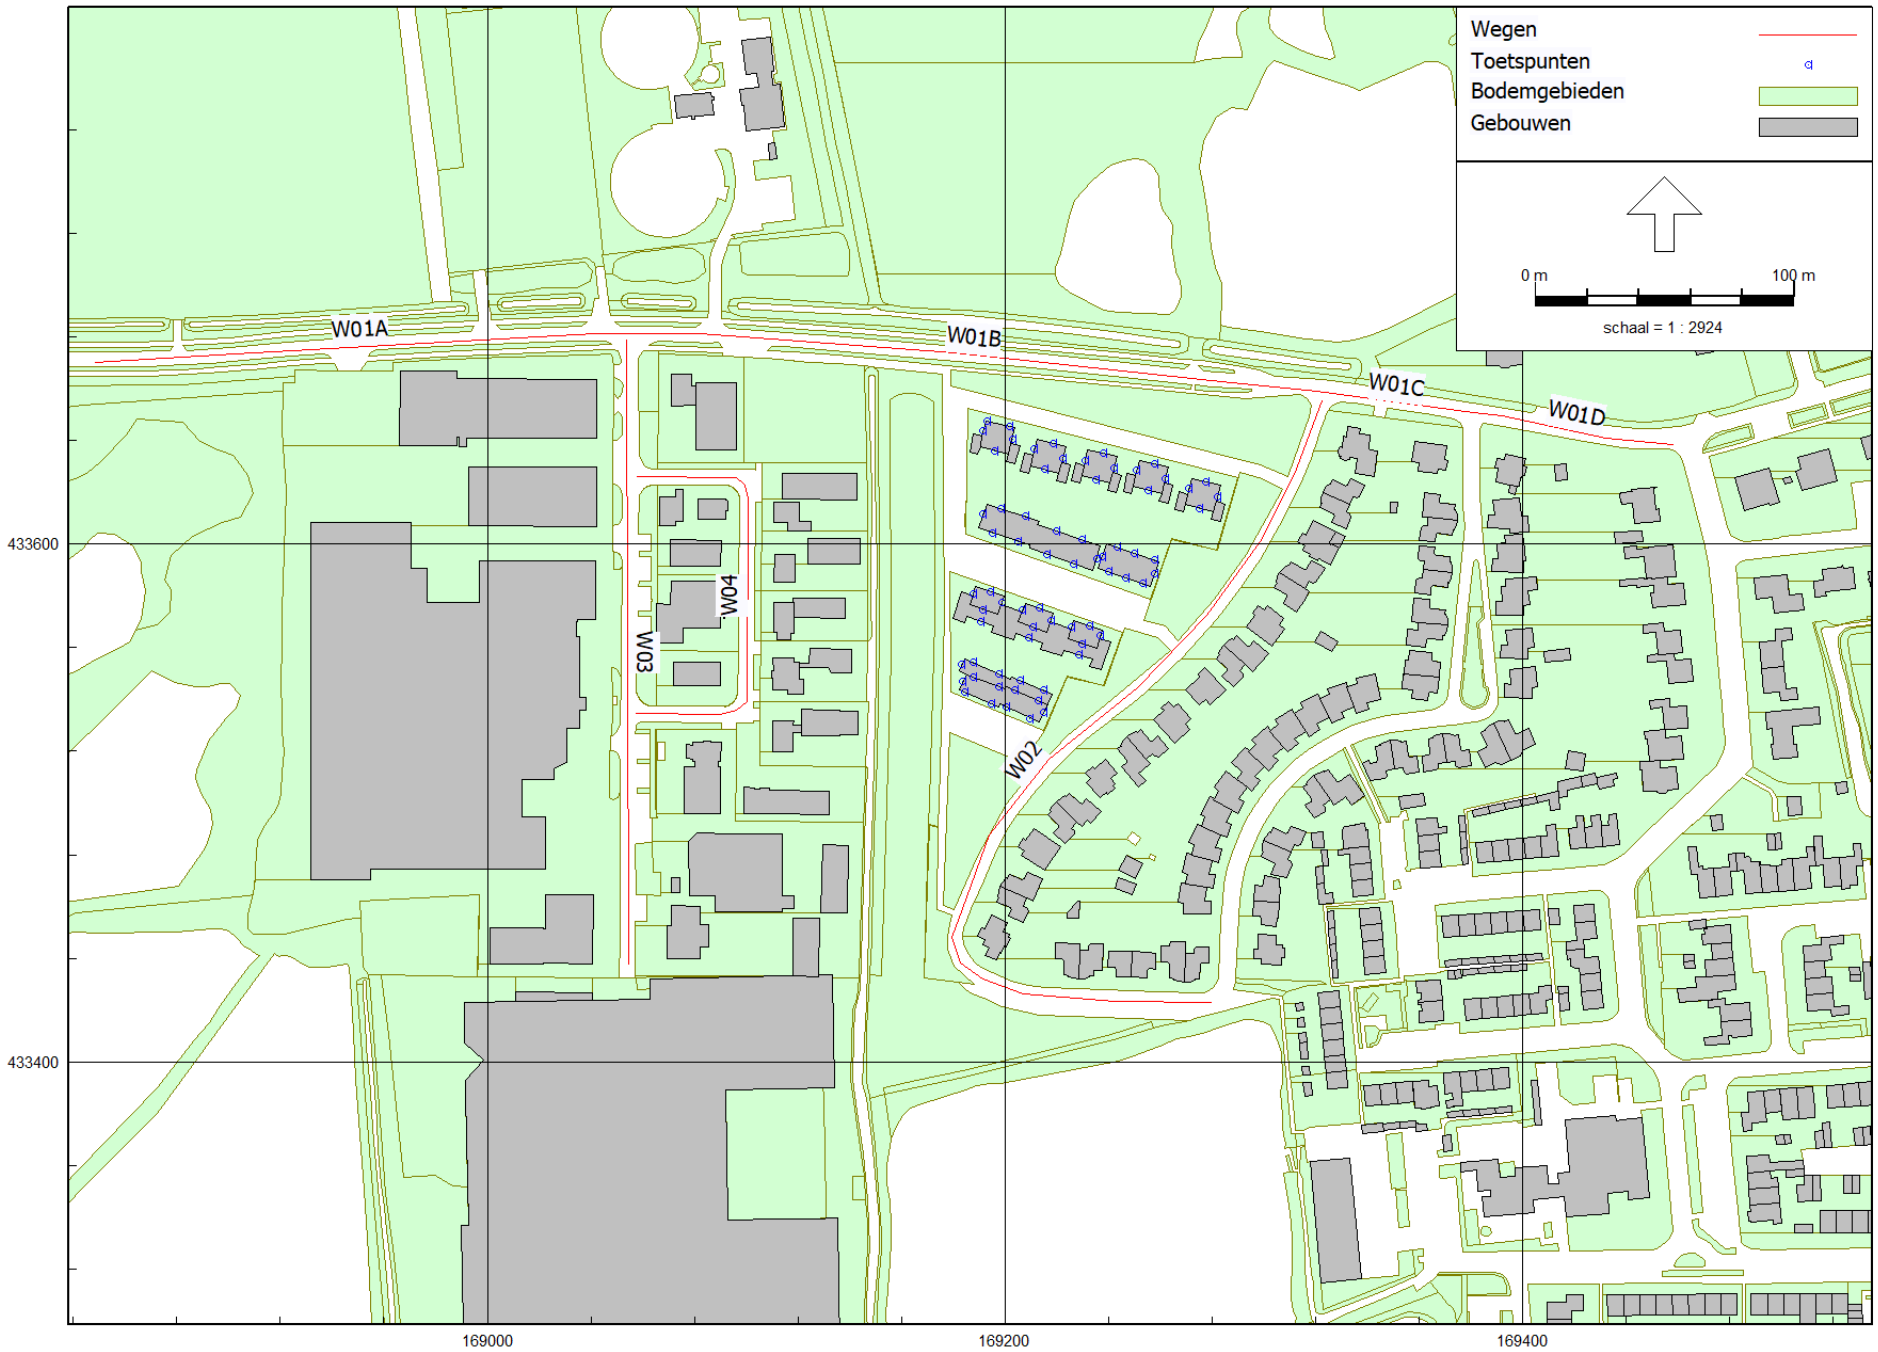 Wegen
Toetspunten
Bodemgebieden
Gebouwen
0 m
100 m
schaal = 1 : 2924
W01A
W01B
W01C
W01D
433600
W04
W03
W02
433400
169000
169200
169400